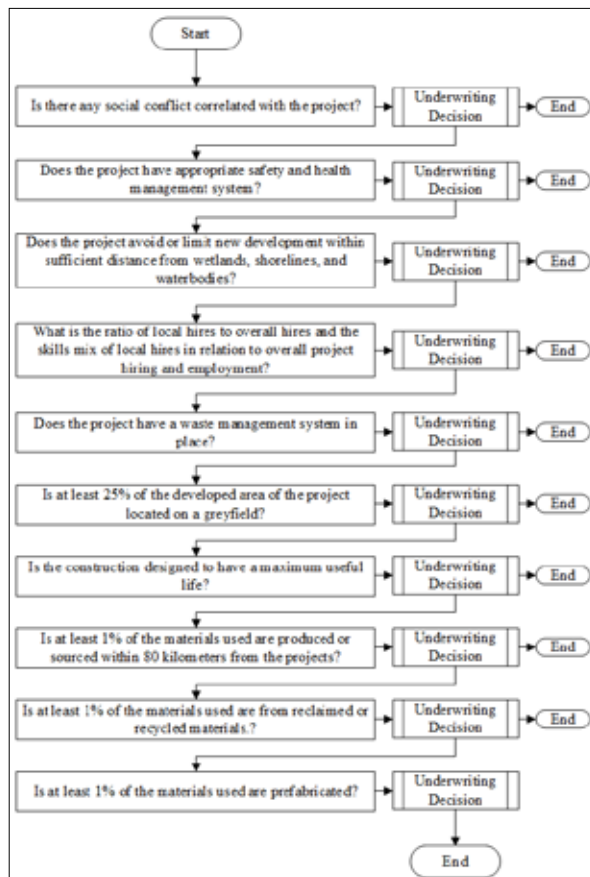 Start
Is there any social conflict correlated with the project?
Underwriting
Decision
End
Does the project have appropriate safety and health
management system?
Underwriting
Decision
End
Does the project avoid or limit new development within
sufficient distance from wetlands, shorelines, and
waterbodies?
Underwriting
Decision
End
What is the ratio of local hires to overall hires and the
skills mix of local hires in relation to overall project
hiring and employment?
Underwriting
Decision
End
Does the project have a waste management system in
place?
Underwriting
Decision
End
Is at least 25% of the developed area of the project
located on a greyfield?
Underwriting
Decision
End
Is the construction designed to have a maximum useful
life?
Underwriting
Decision
End
Is at least 1% of the materials used are produced or
sourced within 80 kilometers from the projects?
Underwriting
Decision
End
Is at least 1% of the materials used are from reclaimed or
recycled materials.?
Underwriting
Decision
End
Is at least 1% of the materials used are prefabricated?
Underwriting
Decision
End